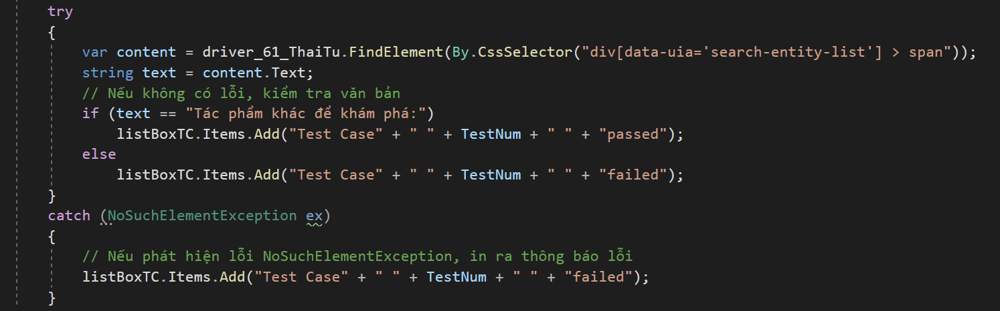 try
{
var content = driver_61_ThaiTu.FindElement(By.CssSelector("div[data-uia='search-entity-list'] > span"));
string text = content.Text;
// Nếu không có lỗi, kiểm tra văn bản
if (text == "Tác phẩm khác để khám phá:")
listBoxTC.Items.Add("Test Case" + " " + TestNum + " " + "passed");
else
listBoxTC.Items.Add("Test Case" + " " + TestNum + " " + "failed");
}
catch (NoSuchElementException ex)
{
// Nếu phát hiện lỗi NoSuchElementException, in ra thông báo lỗi
listBoxTC.Items.Add("Test Case" + " " + TestNum + " " + "failed");
}